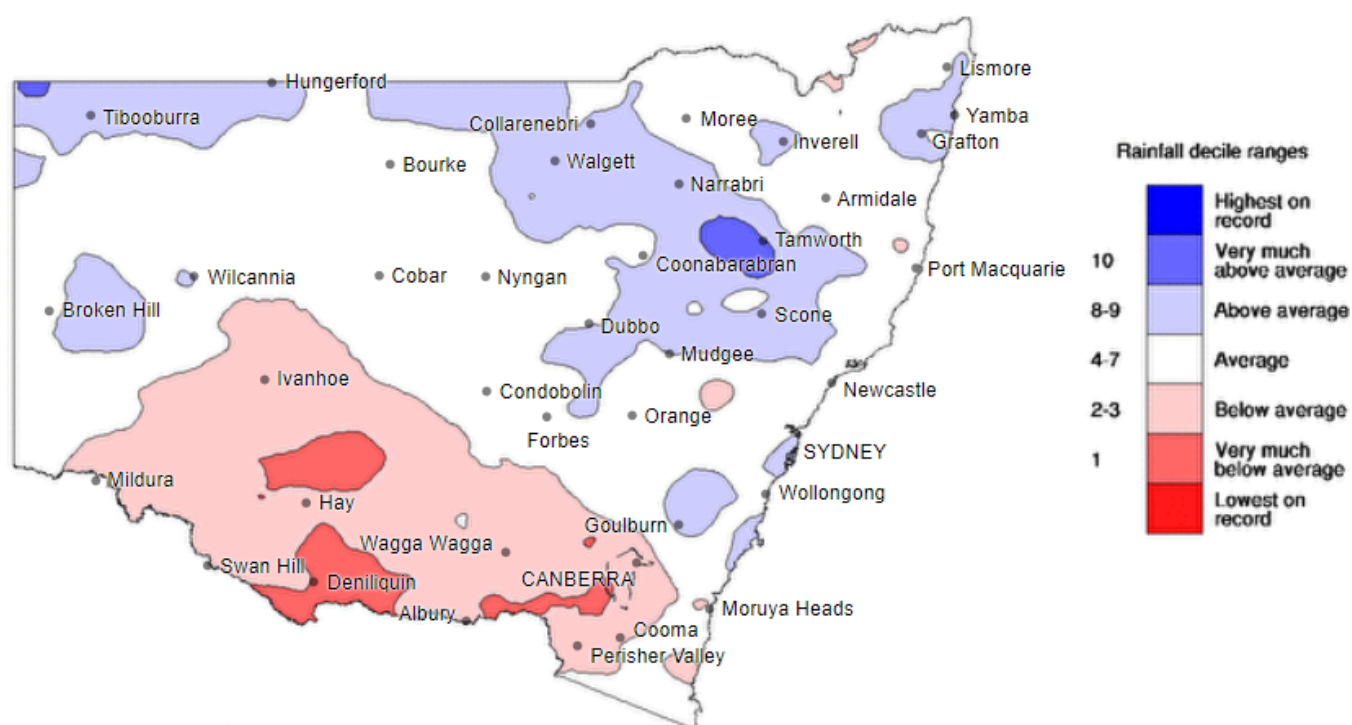 Hungerford
Lismore
Tibooburra
Moree
Yamba
Collarenebri
Inverell
Grafton
Bourke
Walgett
Narrabri
Armidale
Tamworth
Coonabarabran
Port Macquarie
Wilcannia
Cobar
Nyngan
Broken Hill
Scone
Dubbo
Mudgee
Ivanhoe
Condobolin
Newcastle
Orange
Forbes
SYDNEY
Mildura
Wollongong
Hay
Goulburn
Wagga Wagga
Swan Hill
CANBERRA
Deniliquin
Albury
Moruya Heads
Cooma
Perisher Valley
Rainfall decile ranges
Highest on
record
10
Very much
above average
8-9
Above average
4-7
Average
2-3
Below average
1
Very much
below average
Lowest on
record